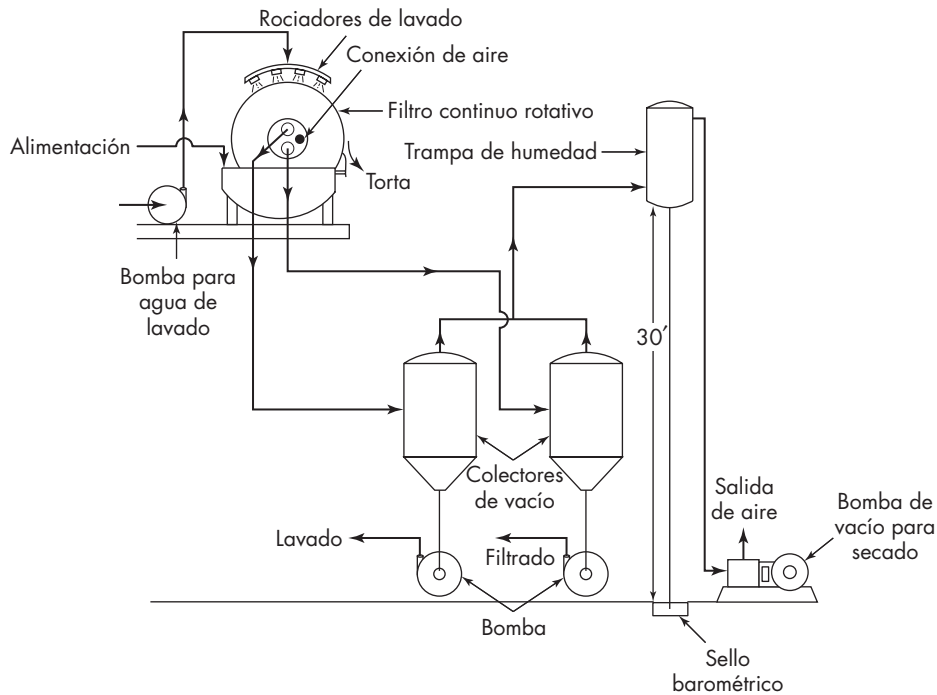 Rociadores de lavado
Conexión de aire
Filtro continuo rotativo
Alimentación
Trampa de humedad
Torta
Bomba para
agua de
lavado
30′
Colectores
de vacío
Salida
de aire
Bomba de
vacío para
secado
Lavado
Filtrado
Bomba
Sello
barométrico